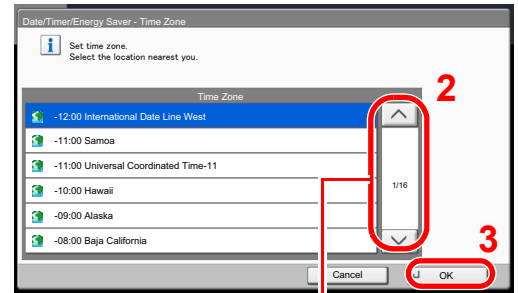 Date/Timer/Energy Saver - Time Zone
Set time zone.
Select the location nearest you.
2
Time Zone
-12:00 International Date Line West
-11:00 Samoa
-11:00 Universal Coordinated Time-11
1/16
-10:00 Hawaii
-09:00 Alaska
-08:00 Baja California
3
Cancel
OK